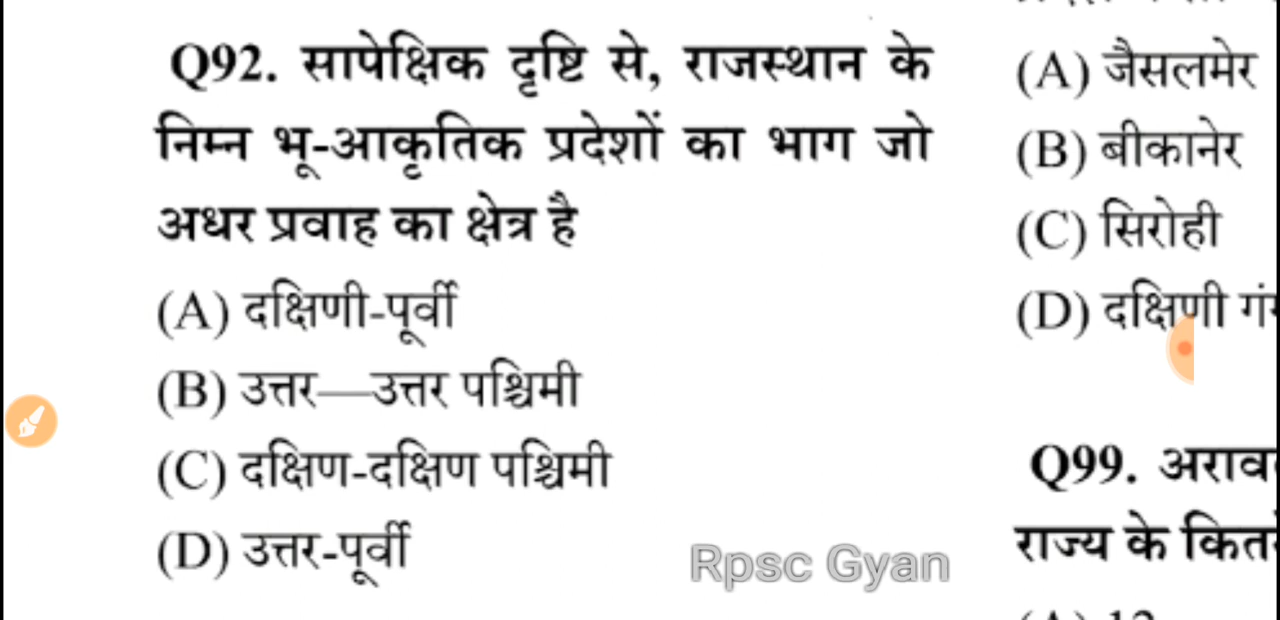 Q92. सापेक्षिक दृष्टि से, राजस्थान के
निम्न भू-आकृतिक प्रदेशों का भाग जो
अधर प्रवाह का क्षेत्र है
(A) दक्षिणी-पूर्वी
(B) उत्तर—उत्तर पश्चिमी
(C) दक्षिण-दक्षिण पश्चिमी
(D) उत्तर-पूर्वी
Rpsc Gyan
(A) जैसलमेर
(B) बीकानेर
(C) सिरोही
(D) दक्षिणी
Q99.
राज्य के